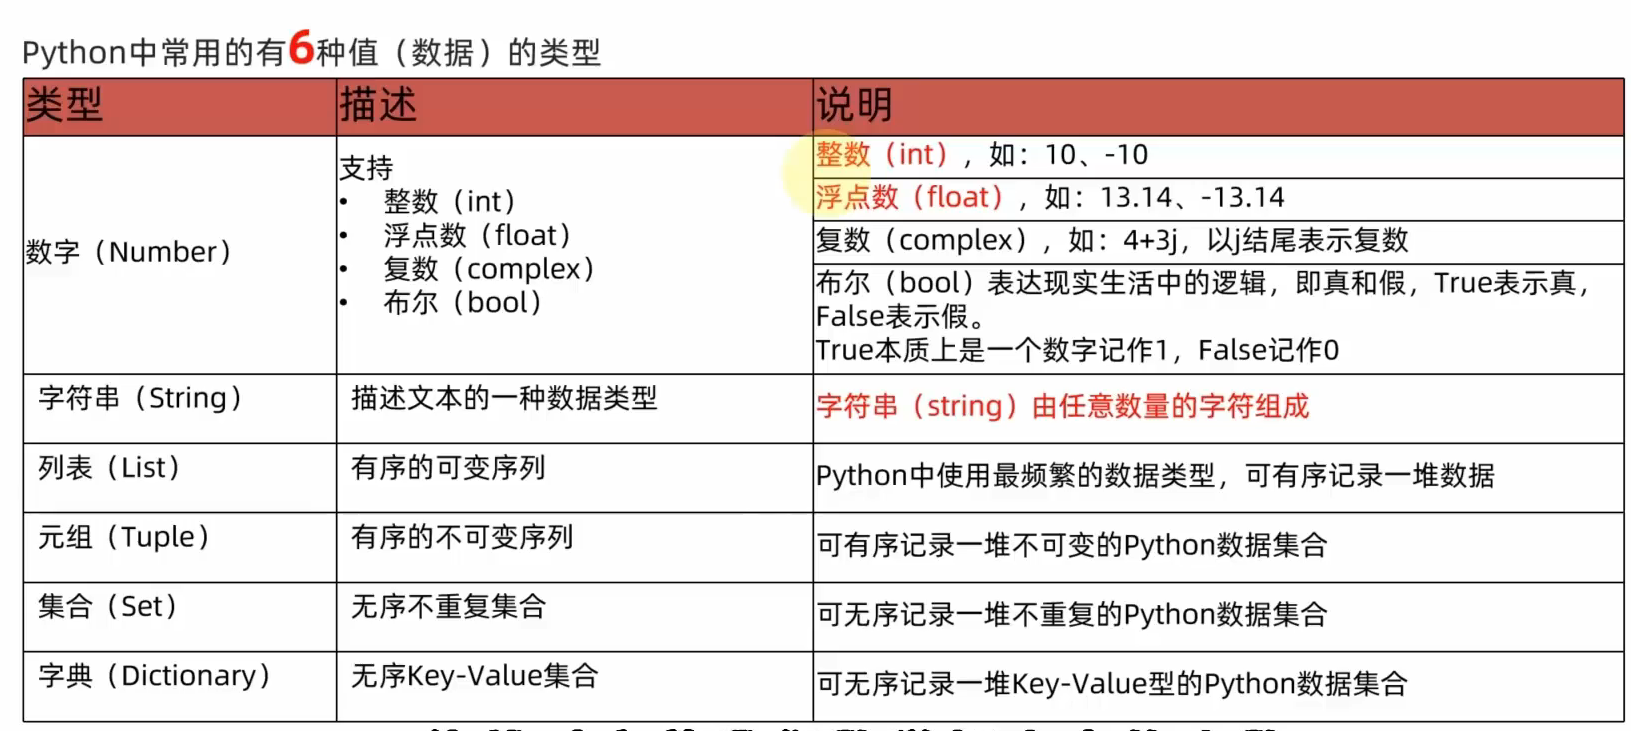 Python中常用的有6种值（数据）的类型
类型
描述
说明
数字（Number）
支持
• 整数（int）
• 浮点数（float）
• 复数（complex）
• 布尔（bool）
整数（int），如：10、-10
浮点数（float），如：13.14、-13.14
复数（complex），如：4+3j，以j结尾表示复数
布尔（bool）表达现实生活中的逻辑，即真和假，True表示真，
False表示假。
True本质上是一个数字记作1，False记作0
字符串（String）
描述文本的一种数据类型
字符串（string）由任意数量的字符组成
列表（List）
有序的可变序列
Python中使用最频繁的数据类型，可有序记录一堆数据
元组（Tuple）
有序的不可变序列
可有序记录一堆不可变的Python数据集合
集合（Set）
无序不重复集合
可无序记录一堆不重复的Python数据集合
字典（Dictionary）
无序Key-Value集合
可无序记录一堆Key-Value型的Python数据集合